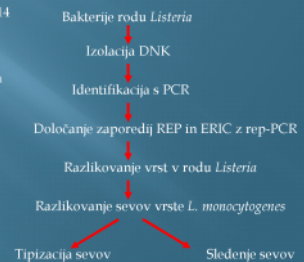 14
Bakterije rodu Listeria
Izolacija DNK
Identifikacija s PCR
Določanje zaporedij REP in ERIC z rep-PCR
Razlikovanje vrst v rodu Listeria
Razlikovanje sevov vrste L. monocytogenes
Tipizacija sevov
Sledenje sevov